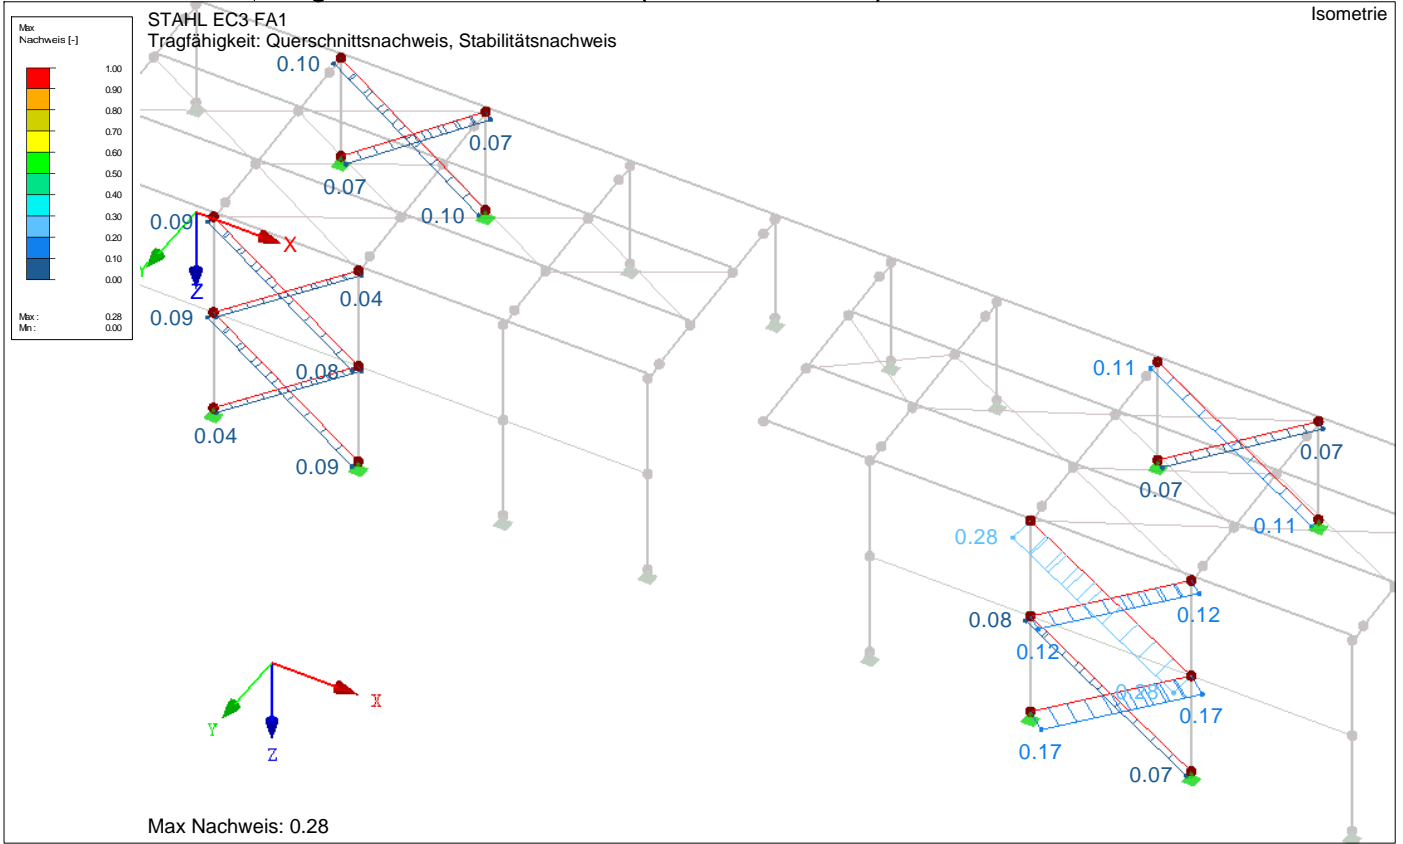 STAHL EC3 FA1
Isometrie
Tragfähigkeit: Querschnittsnachweis, Stabilitätsnachweis
Max
Nachweis [-]
1.00
0.90
0.80
0.70
0.60
0.50
0.40
0.30
0.20
0.10
0.00
Max :
0.28
Min :
0.00
0.10
0.07
0.07
0.10
0.09
X
Y
Z
0.04
0.09
0.08
0.04
0.09
0.11
0.07
0.07
0.11
0.28
0.12
0.08
0.12
0.28
0.17
0.17
0.07
X
Y
Z
Max Nachweis: 0.28